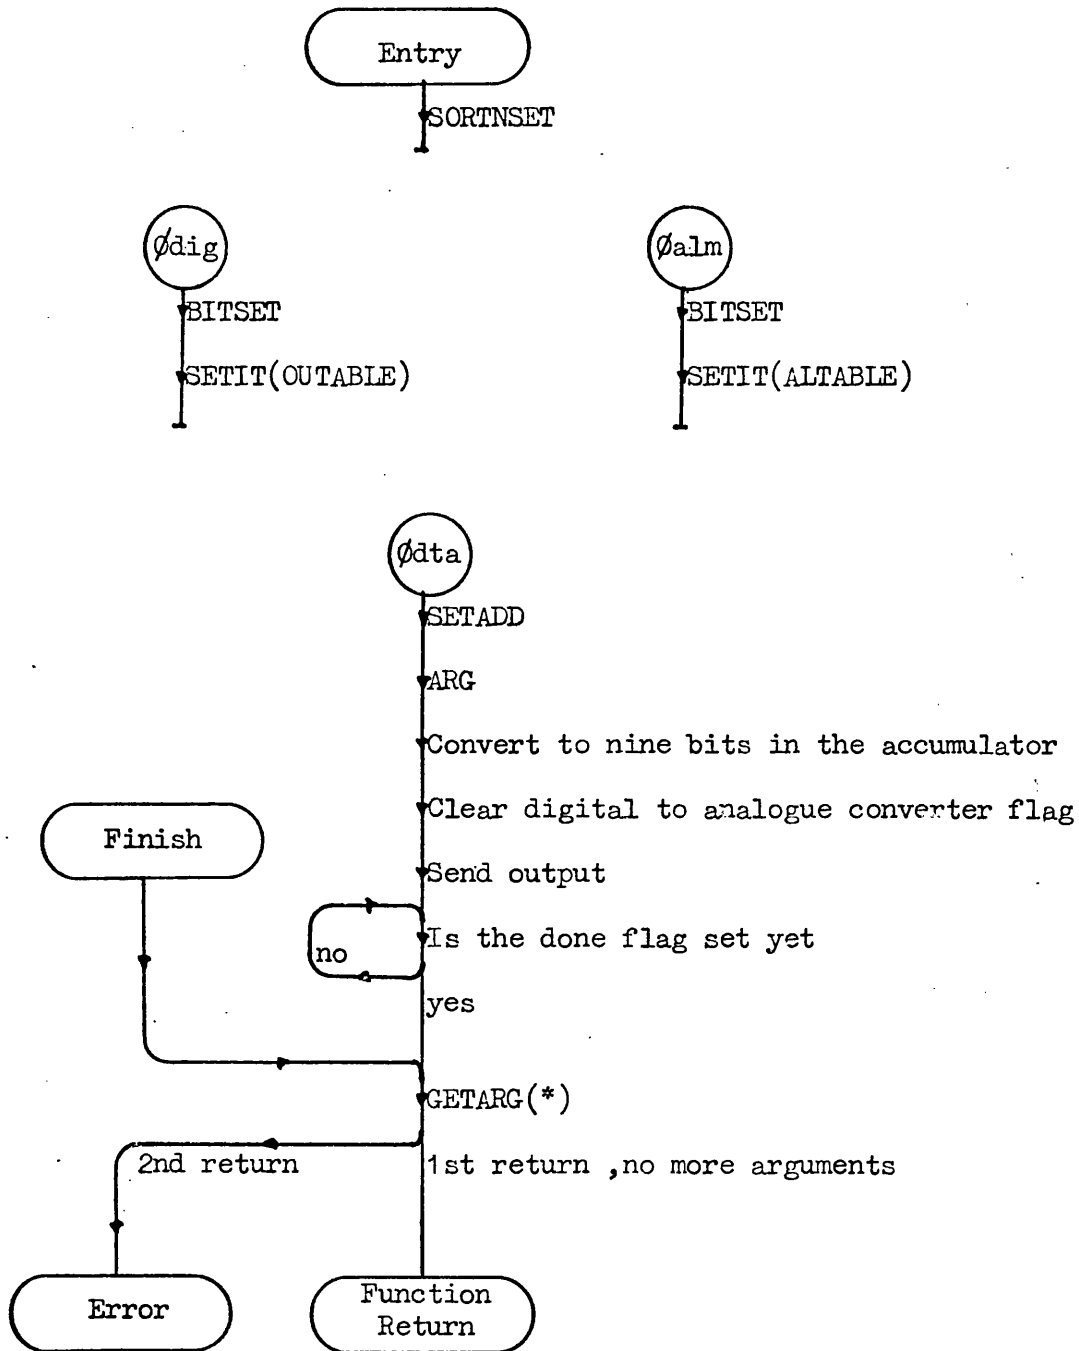 Entry
SORTNSET
Ødig
Øalm
BITSET
BITSET
SETIT(OUTABLE)
SETIT(ALTABLE)
Ødta
SETADD
ARG
Convert to nine bits in the accumulator
Clear digital to analogue converter flag
Finish
Send output
Is the done flag set yet
no
yes
GETARG(*)
2nd return
1st return ,no more arguments
Error
Function
Return